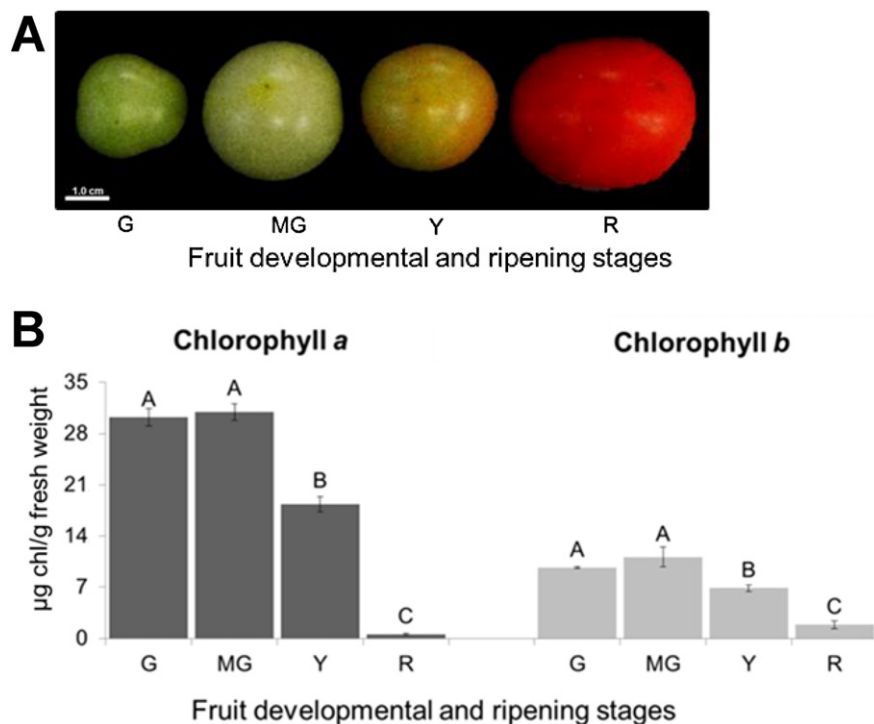 A
1.0 cm
G MG Y R
Fruit developmental and ripening stages
B
Chlorophyll a Chlorophyll b
µg chl/g fresh weight
35
28
21
14
7
0
A A B C A A B C
G MG Y R G MG Y R
Fruit developmental and ripening stages